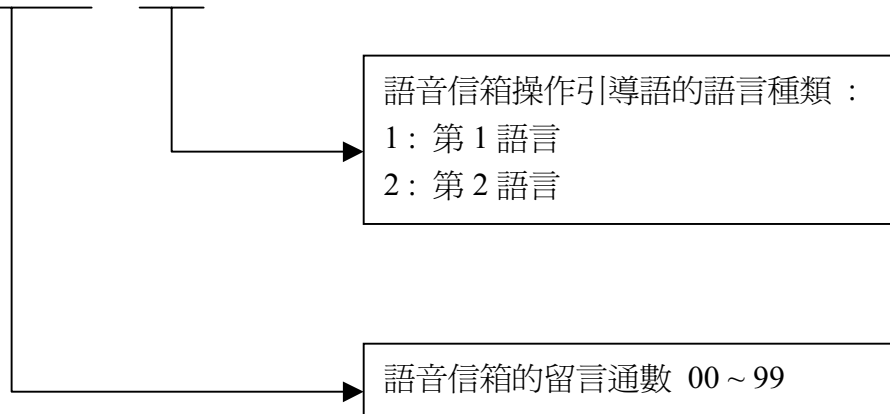 語音信箱操作引導語的語言種類：
1：第 1 語言
2：第 2 語言
語音信箱的留言通數 00 ~ 99